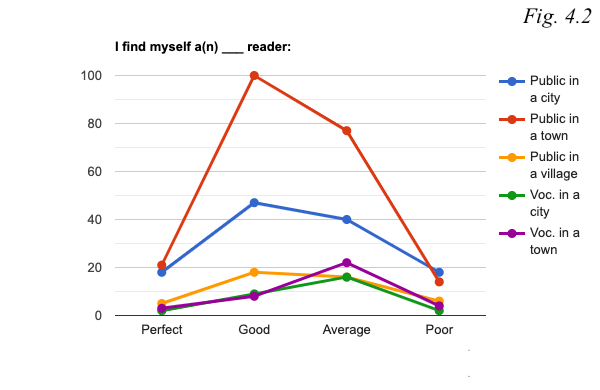 Fig. 4.2
I find myself a(n) ___ reader:
100
80
60
40
20
0
Perfect Good Average Poor
Public in
a city
Public in
a town
Public in
a village
Voc. in a
city
Voc. in a
town